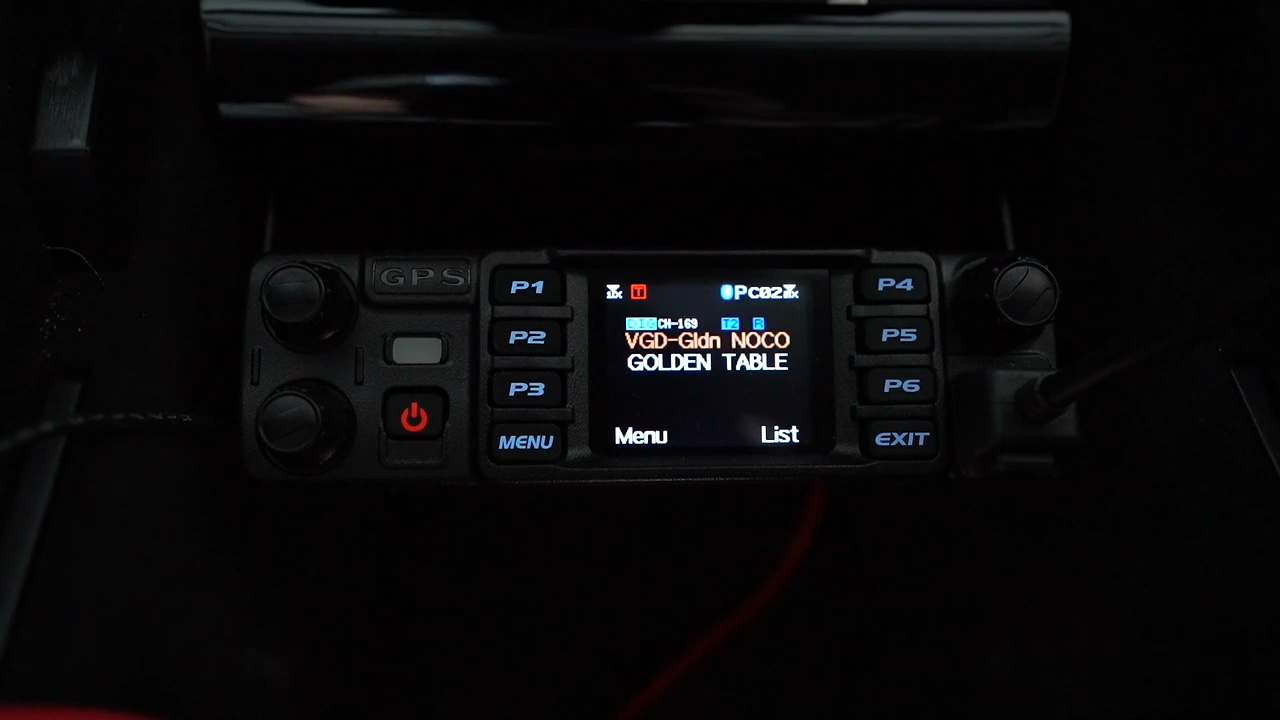 GPS
P1
P2
P3
MENU
T PC02
DIG CH-169 T2 R
VGD-Gldn NOCO
GOLDEN TABLE
Menu List
P4
P5
P6
EXIT